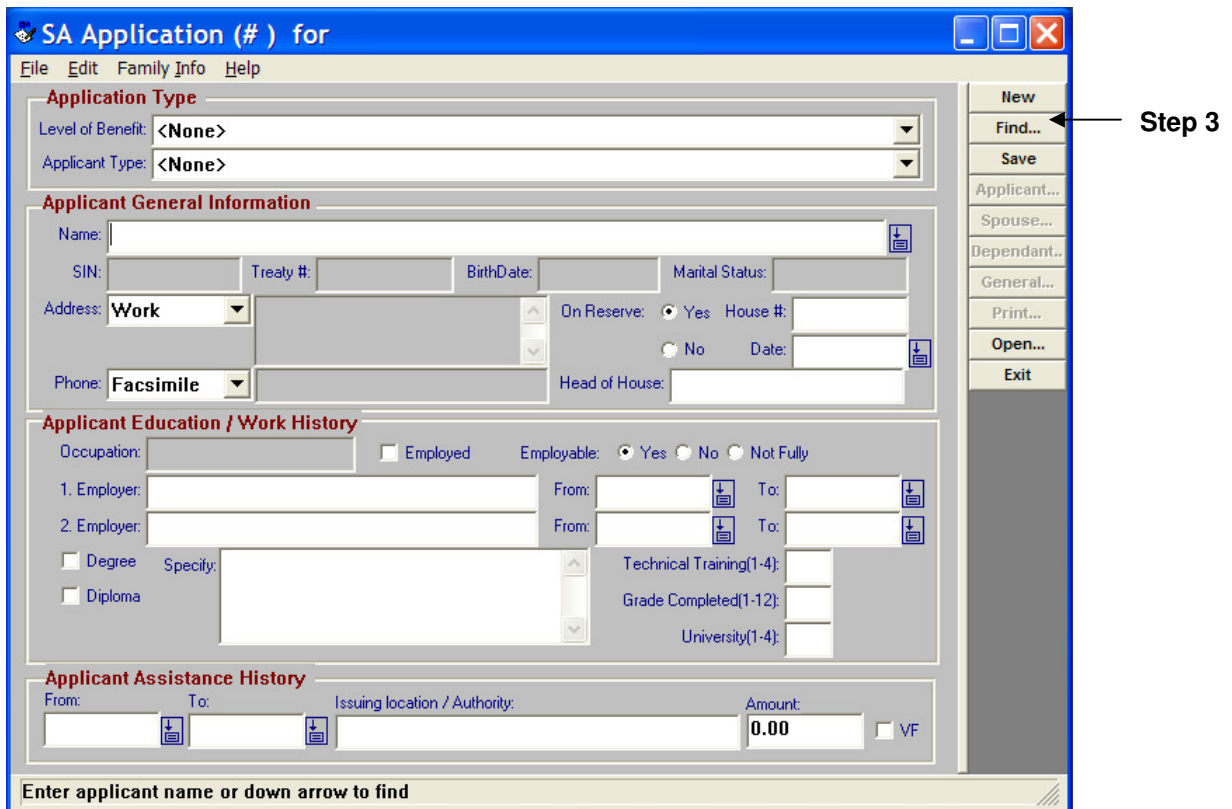 SA Application (# )  for
File Edit Family Info Help
Application Type
Level of Benefit: <None>
Applicant Type: <None>
Applicant General Information
Name:
SIN: Treaty #: BirthDate: Marital Status:
Address: Work On Reserve: Yes House #:
No Date:
Phone: Facsimile Head of House:
Applicant Education / Work History
Occupation: Employed Employable: Yes No Not Fully
1. Employer: From: To:
2. Employer: From: To:
Degree Specify: Technical Training(1-4):
Diploma Grade Completed(1-12):
University(1-4):
Applicant Assistance History
From: To: Issuing location / Authority: Amount:
0.00 VF
Enter applicant name or down arrow to find
New
Find...
Save
Applicant...
Spouse...
Dependant..
General...
Print...
Open...
Exit
Step 3